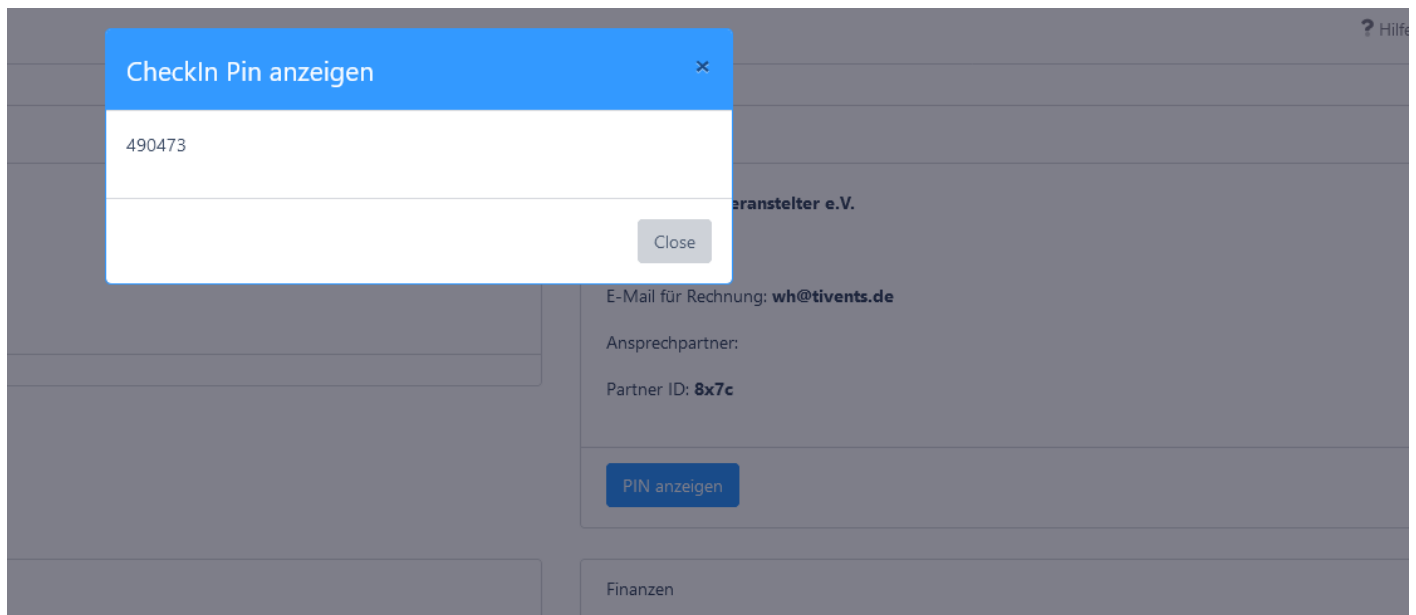 ? Hilfe
CheckIn Pin anzeigen ×
490473
eranstelter e.V.
Close
E-Mail für Rechnung: wh@tivents.de
Ansprechpartner:
Partner ID: 8x7c
PIN anzeigen
Finanzen